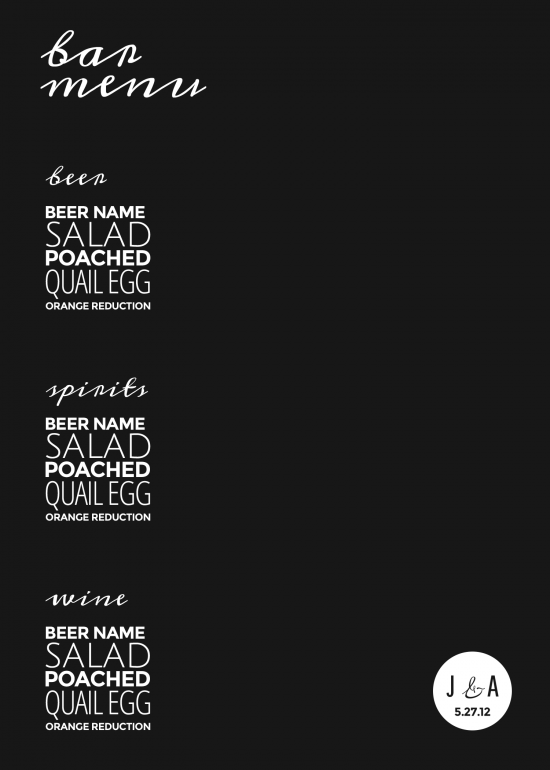 bar
menu
beer
BEER NAME
SALAD
POACHED
QUAIL EGG
ORANGE REDUCTION
spirits
BEER NAME
SALAD
POACHED
QUAIL EGG
ORANGE REDUCTION
wine
BEER NAME
SALAD
POACHED
QUAIL EGG
ORANGE REDUCTION
J & A
5.27.12